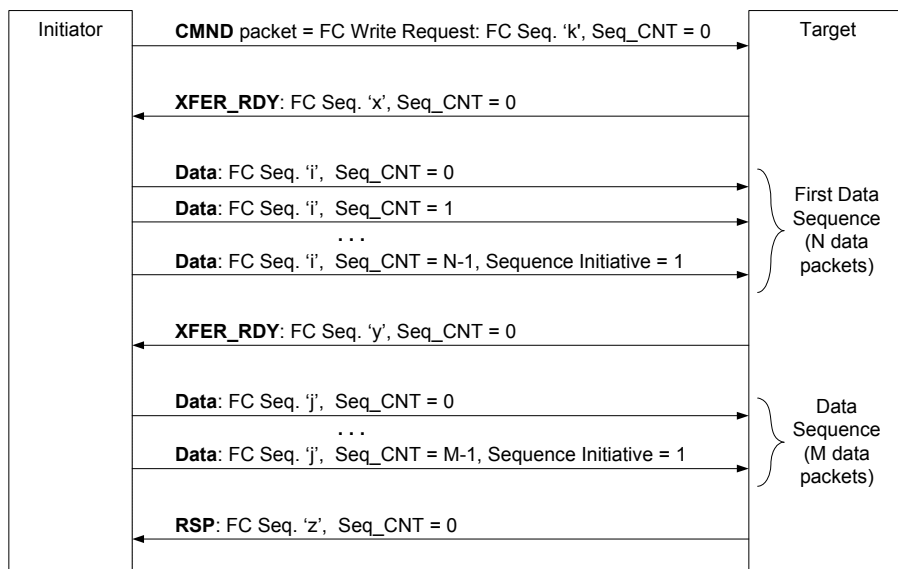 Initiator
Target
CMND packet = FC Write Request: FC Seq. ‘k’, Seq_CNT = 0
XFER_RDY: FC Seq. ‘x’, Seq_CNT = 0
Data: FC Seq. ‘i’, Seq_CNT = 0
Data: FC Seq. ‘i’, Seq_CNT = 1
. . .
Data: FC Seq. ‘i’, Seq_CNT = N-1, Sequence Initiative = 1
First Data
Sequence
(N data
packets)
XFER_RDY: FC Seq. ‘y’, Seq_CNT = 0
Data: FC Seq. ‘j’, Seq_CNT = 0
. . .
Data: FC Seq. ‘j’, Seq_CNT = M-1, Sequence Initiative = 1
Data
Sequence
(M data
packets)
RSP: FC Seq. ‘z’, Seq_CNT = 0